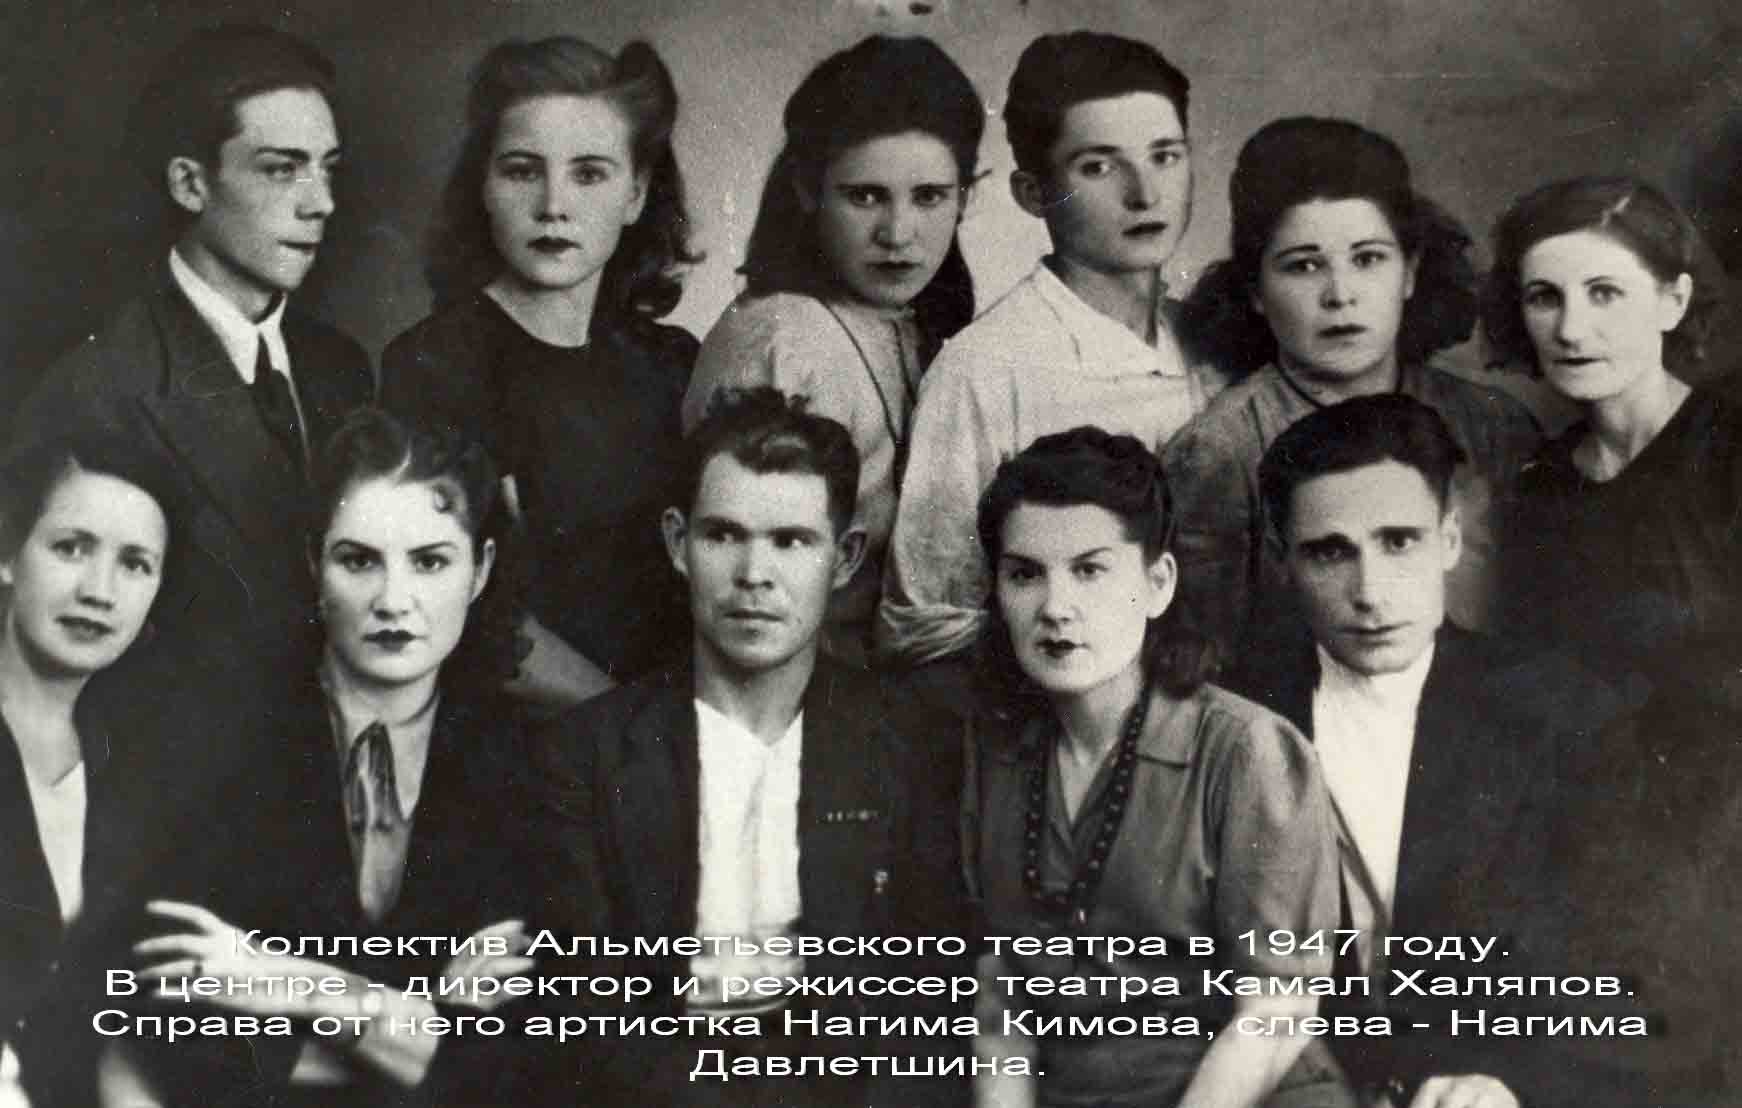 Коллектив Альметьевского театра в 1947 году.
В центре - директор и режиссер театра Камал Халяпов.
Справа от него артистка Нагима Кимова, слева - Нагима
Давлетшина.